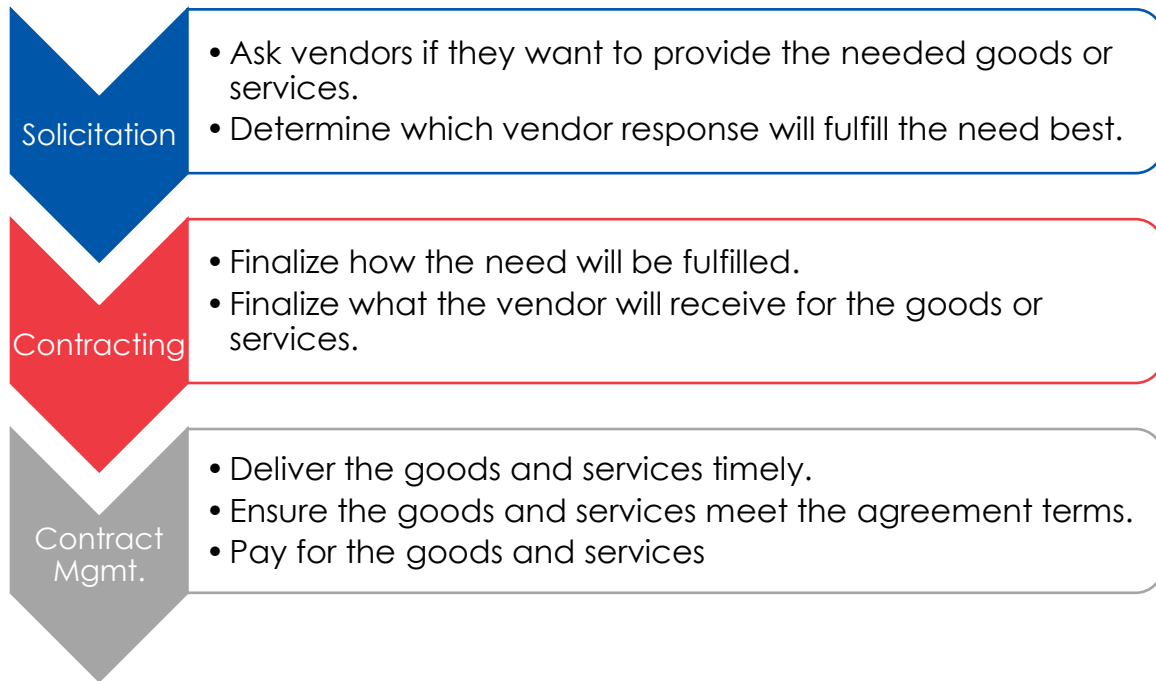 Solicitation
• Ask vendors if they want to provide the needed goods or
services.
• Determine which vendor response will fulfill the need best.
Contracting
• Finalize how the need will be fulfilled.
• Finalize what the vendor will receive for the goods or
services.
Contract
Mgmt.
• Deliver the goods and services timely.
• Ensure the goods and services meet the agreement terms.
• Pay for the goods and services